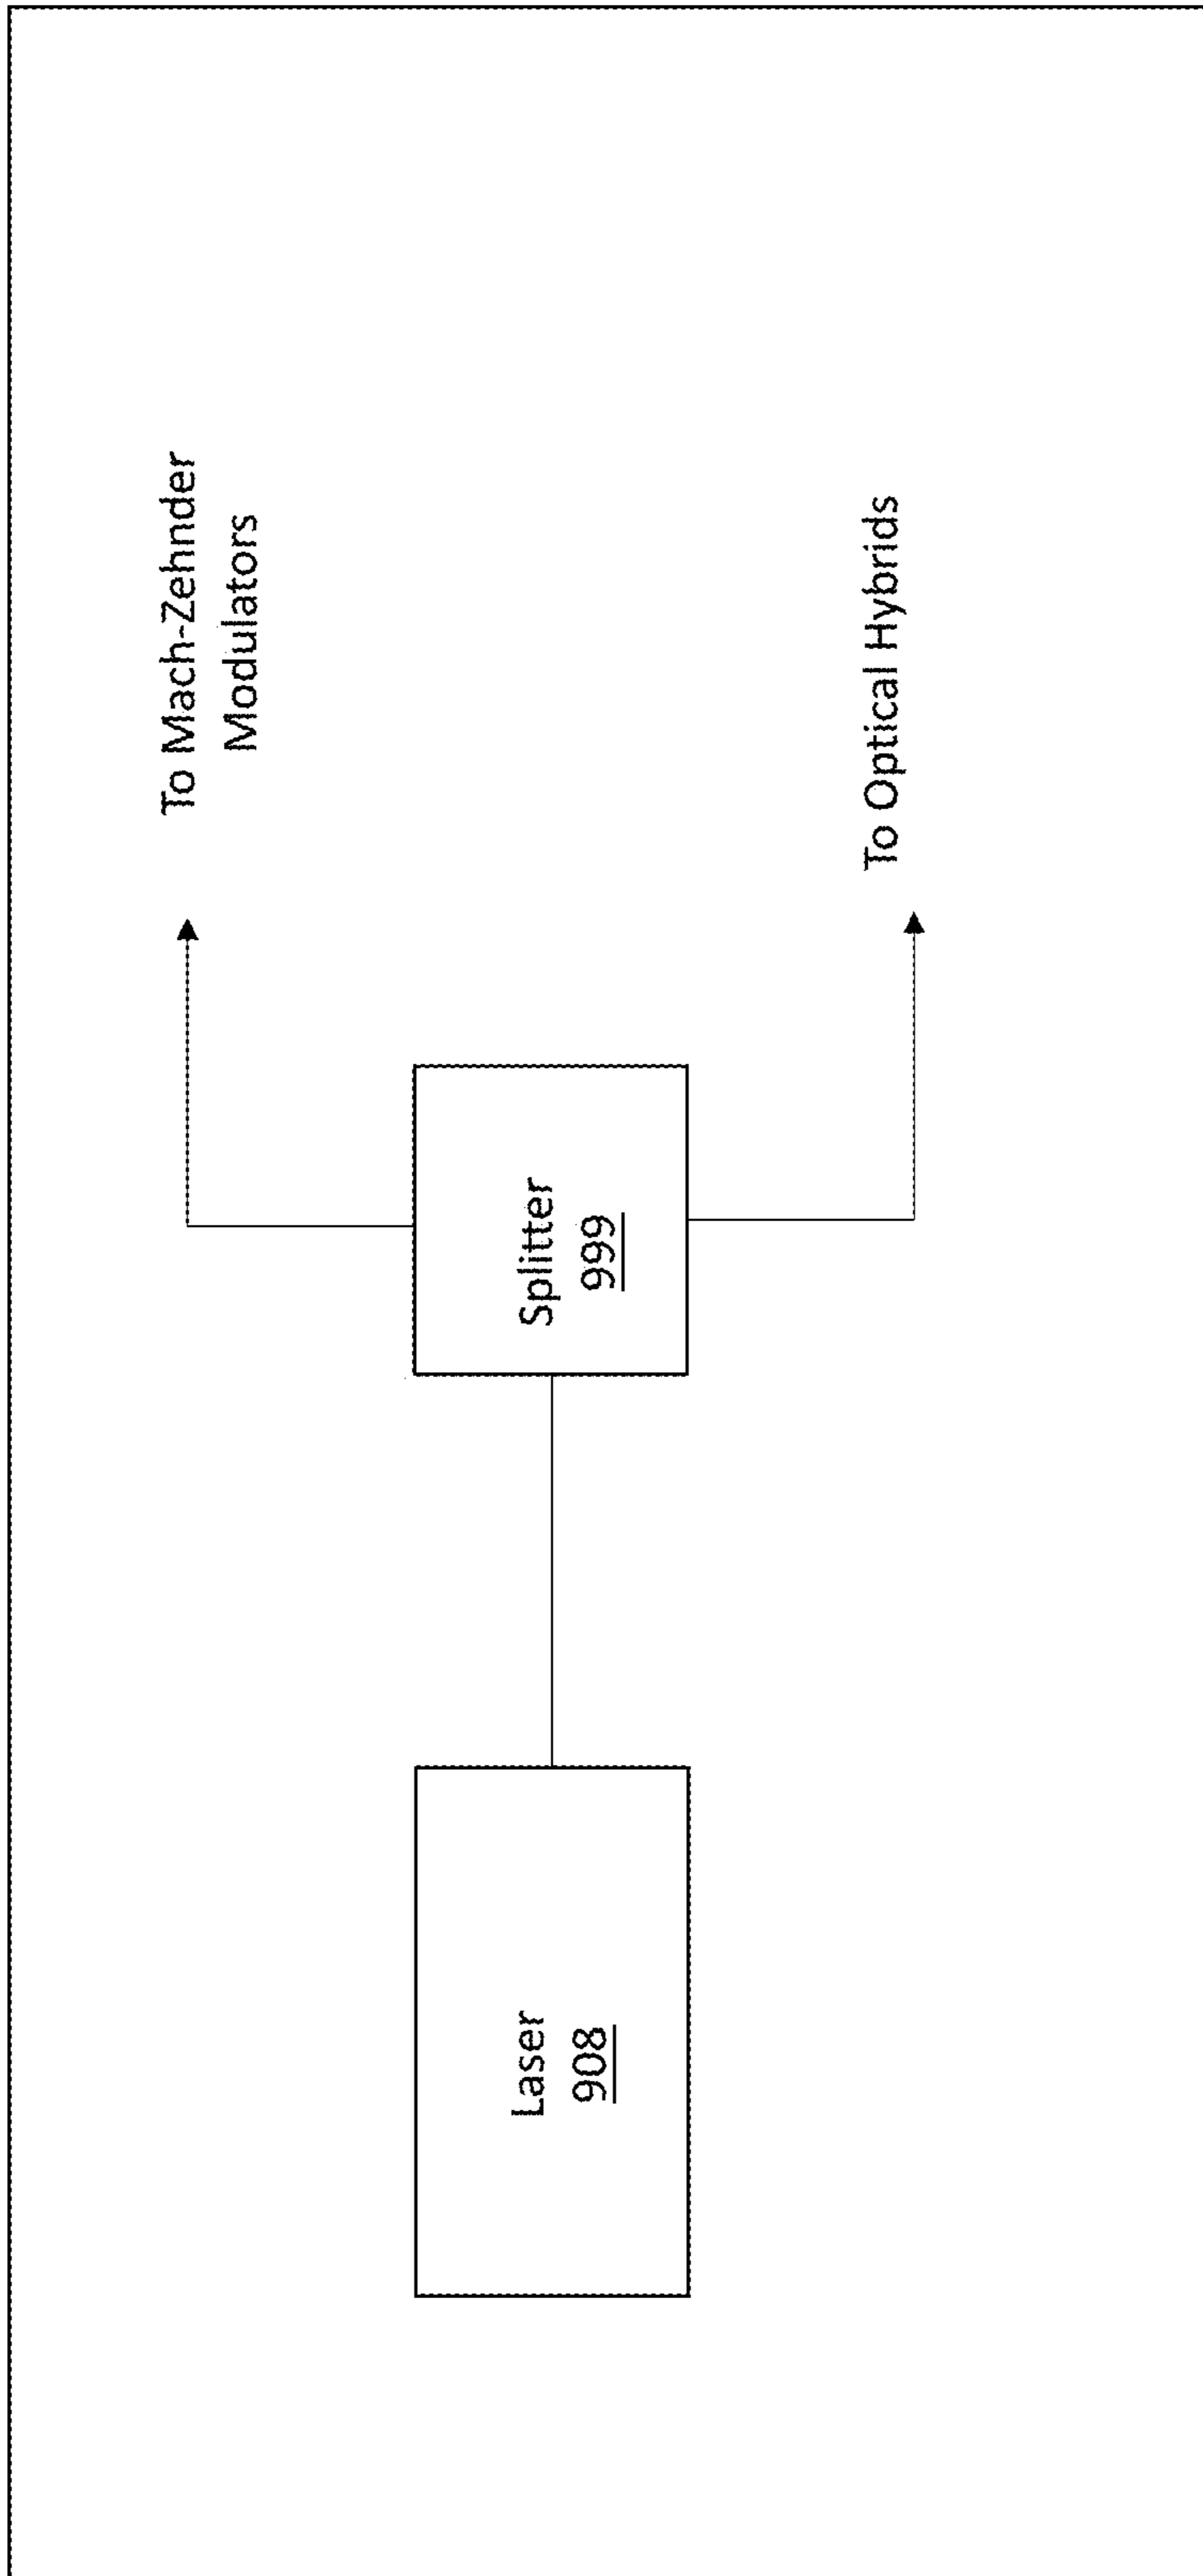 To Mach-Zehnder
Modulators
Laser
908
Splitter
999
To Optical Hybrids